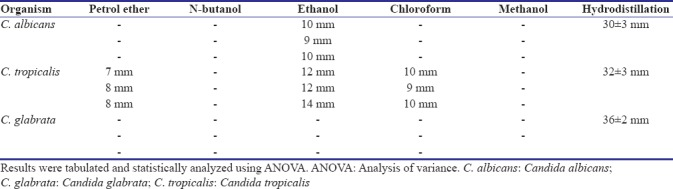 Organism Petrol ether N-butanol Ethanol Chloroform Methanol Hydrodistillation
C. albicans - - 10 mm - - 30±3 mm
- - 9 mm - -
- - 10 mm - -
C. tropicalis 7 mm - 12 mm 10 mm - 32±3 mm
8 mm - 12 mm 9 mm -
8 mm - 14 mm 10 mm -
C. glabrata - - - - - 36±2 mm
- - - - -
- - - -
Results were tabulated and statistically analyzed using ANOVA. ANOVA: Analysis of variance. C. albicans: Candida albicans;
C. glabrata: Candida glabrata; C. tropicalis: Candida tropicalis